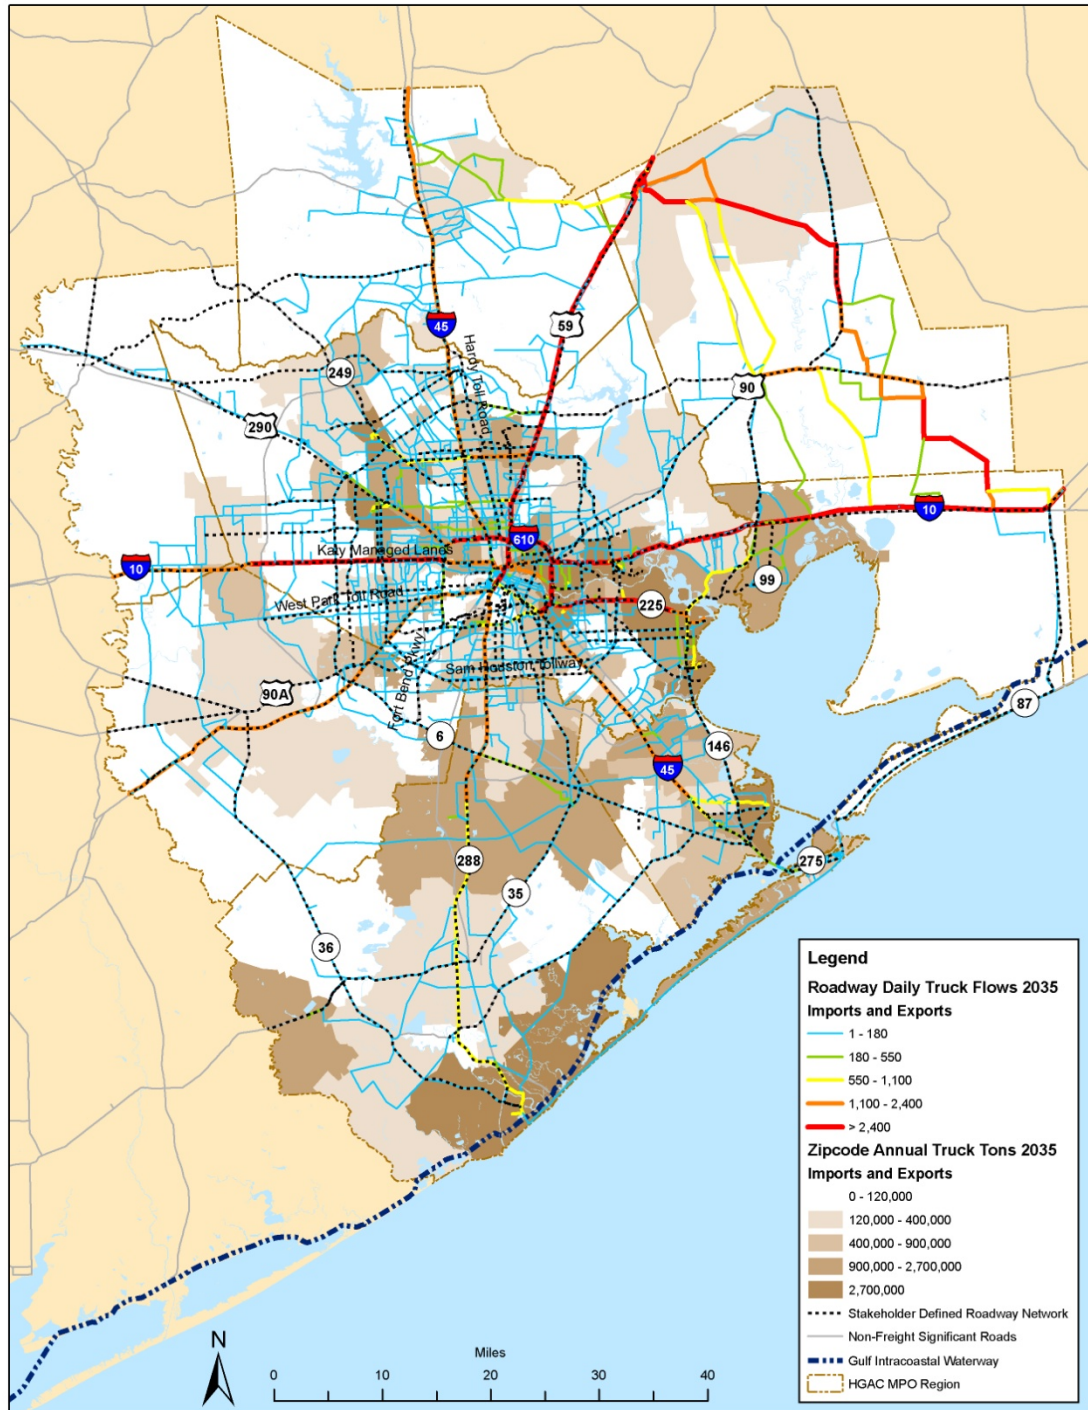 45
59
Hardy Toll Road
249
90
290
10
610
Katy Managed Lanes
10
99
West Park Toll Road
225
Sam Houston Tollway
Fort Bend Pkwy
90A
87
6
146
45
288
275
35
36
Legend
Roadway Daily Truck Flows 2035
Imports and Exports
1 - 180
180 - 550
550 - 1,100
1,100 - 2,400
> 2,400
Zipcode Annual Truck Tons 2035
Imports and Exports
0 - 120,000
120,000 - 400,000
400,000 - 900,000
900,000 - 2,700,000
2,700,000
Stakeholder Defined Roadway Network
Non-Freight Significant Roads
Gulf Intracoastal Waterway
HGAC MPO Region
N
Miles
0 10 20 30 40